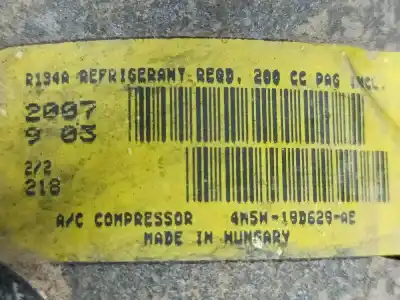 R134A REFRIGERANT REQD, 200 CC PAG INCL.
2007
9 03
2/2
218
A/C COMPRESSOR 4M5H-19D629-AE
MADE IN HUNGARY